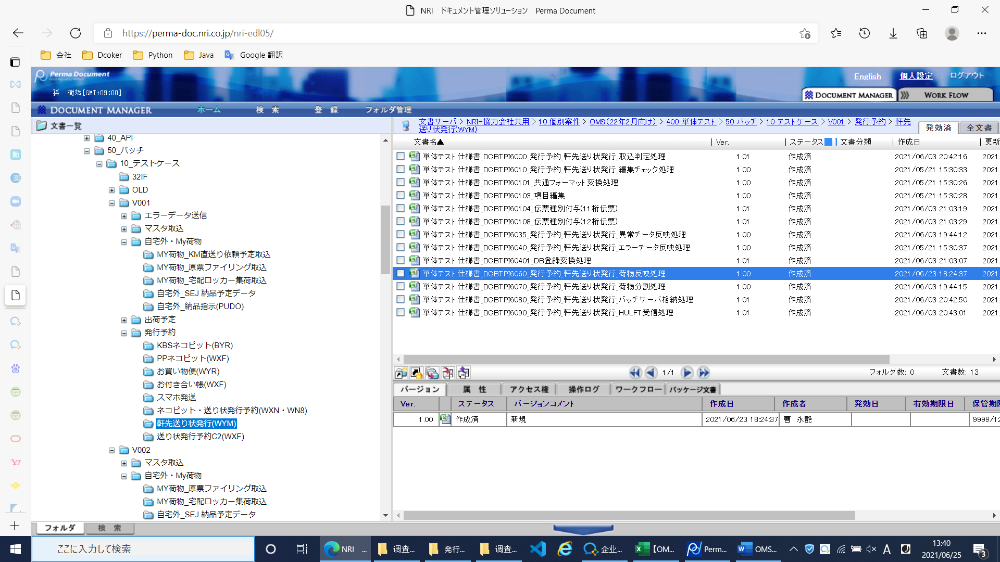 NRI ドキュメント管理ソリューション Perma Document
https://perma-doc.nri.co.jp/nri-edl05/
会社 Dcoker Python Java Google 翻訳
Perma Document
孫 樹斌[GMT+09:00]
English 個人設定 ログアウト
DOCUMENT MANAGER WORK FLOW
DOCUMENT MANAGER ホーム 検 索 登 録 フォルダ管理
文書一覧
40_API
50_バッチ
10_テストケース
32IF
OLD
V001
エラーデータ送信
マスタ取込
自宅外・My荷物
MY荷物_KM直送り依頼予定取込
MY荷物_原票ファイリング取込
MY荷物_宅配ロッカー集荷取込
自宅外_SEJ 納品予定データ
自宅外_納品指示(PUDO)
出荷予定
発行予約
KBSネコピット(BYR)
PPネコピット(WXF)
お買い物便(WYR)
お付き合い帳(WXF)
スマホ発送
ネコピット・送り状発行予約(WXN・WN8)
軒先送り状発行(WYM)
送り状発行予約C2(WXF)
V002
マスタ取込
自宅外・My荷物
MY荷物_原票ファイリング取込
MY荷物_宅配ロッカー集荷取込
自宅外_SEJ 納品予定データ
フォルダ 検 索
文書サーバ > NRI-協力会社共用 > 10.個別案件 > OMS(22年2月向け) > 400_単体テスト > 50_バッチ > 10_テストケース > V001 > 発行予約 > 軒先
送り状発行(WYM)
発効済 全文書
文書名▲ Ver. ステータス 文書分類 作成日 更新
単体テスト仕様書_DCBTPI6000_発行予約_軒先送り状発行_取込判定処理 1.01 作成済 2021/06/03 20:42:16 2021.
単体テスト仕様書_DCBTPI6010_発行予約_軒先送り状発行_編集チェック処理 1.00 作成済 2021/05/21 15:30:33 2021.
単体テスト仕様書_DCBTPI60101_共通フォーマット変換処理 1.00 作成済 2021/05/21 15:30:26 2021.
単体テスト仕様書_DCBTPI60103_項目編集 1.00 作成済 2021/05/21 15:30:28 2021.
単体テスト仕様書_DCBTPI60104_伝票種別付与(11桁伝票) 1.01 作成済 2021/06/03 21:03:19 2021.
単体テスト仕様書_DCBTPI60108_伝票種別付与(12桁伝票) 1.01 作成済 2021/06/03 21:03:29 2021.
単体テスト仕様書_DCBTPI6035_発行予約_軒先送り状発行_異常データ反映処理 1.00 作成済 2021/06/03 19:44:12 2021.
単体テスト仕様書_DCBTPI6040_発行予約_軒先送り状発行_エラーデータ反映処理 1.00 作成済 2021/05/21 15:30:37 2021.
単体テスト仕様書_DCBTPI60401_DB登録変換処理 1.01 作成済 2021/06/03 21:03:07 2021.
単体テスト仕様書_DCBTPI6060_発行予約_軒先送り状発行_荷物反映処理 1.00 作成済 2021/06/23 18:24:37 2021.
単体テスト仕様書_DCBTPI6070_発行予約_軒先送り状発行_荷物分割処理 1.00 作成済 2021/06/03 19:44:15 2021.
単体テスト仕様書_DCBTPI6080_発行予約_軒先送り状発行_バッチサーバ格納処理 1.01 作成済 2021/06/03 20:42:50 2021.
単体テスト仕様書_DCBTPI6090_発行予約_軒先送り状発行_HULFT受信処理 1.01 作成済 2021/06/03 20:43:01 2021.
1/1 フォルダ数: 0 文書数: 13
バージョン 属 性 アクセス権 操作ログ ワークフロー パッケージ文書
Ver. ステータス バージョンコメント 作成日 作成者 発効日 有効期限日 保管期
1.00 作成済 新規 2021/06/23 18:24:37 曹 永艶 9999/12
ここに入力して検索
NRI ... 调查... 発行... 调查... 企业... 【OM... Perm... OMS...
A
13:40
2021/06/25
3